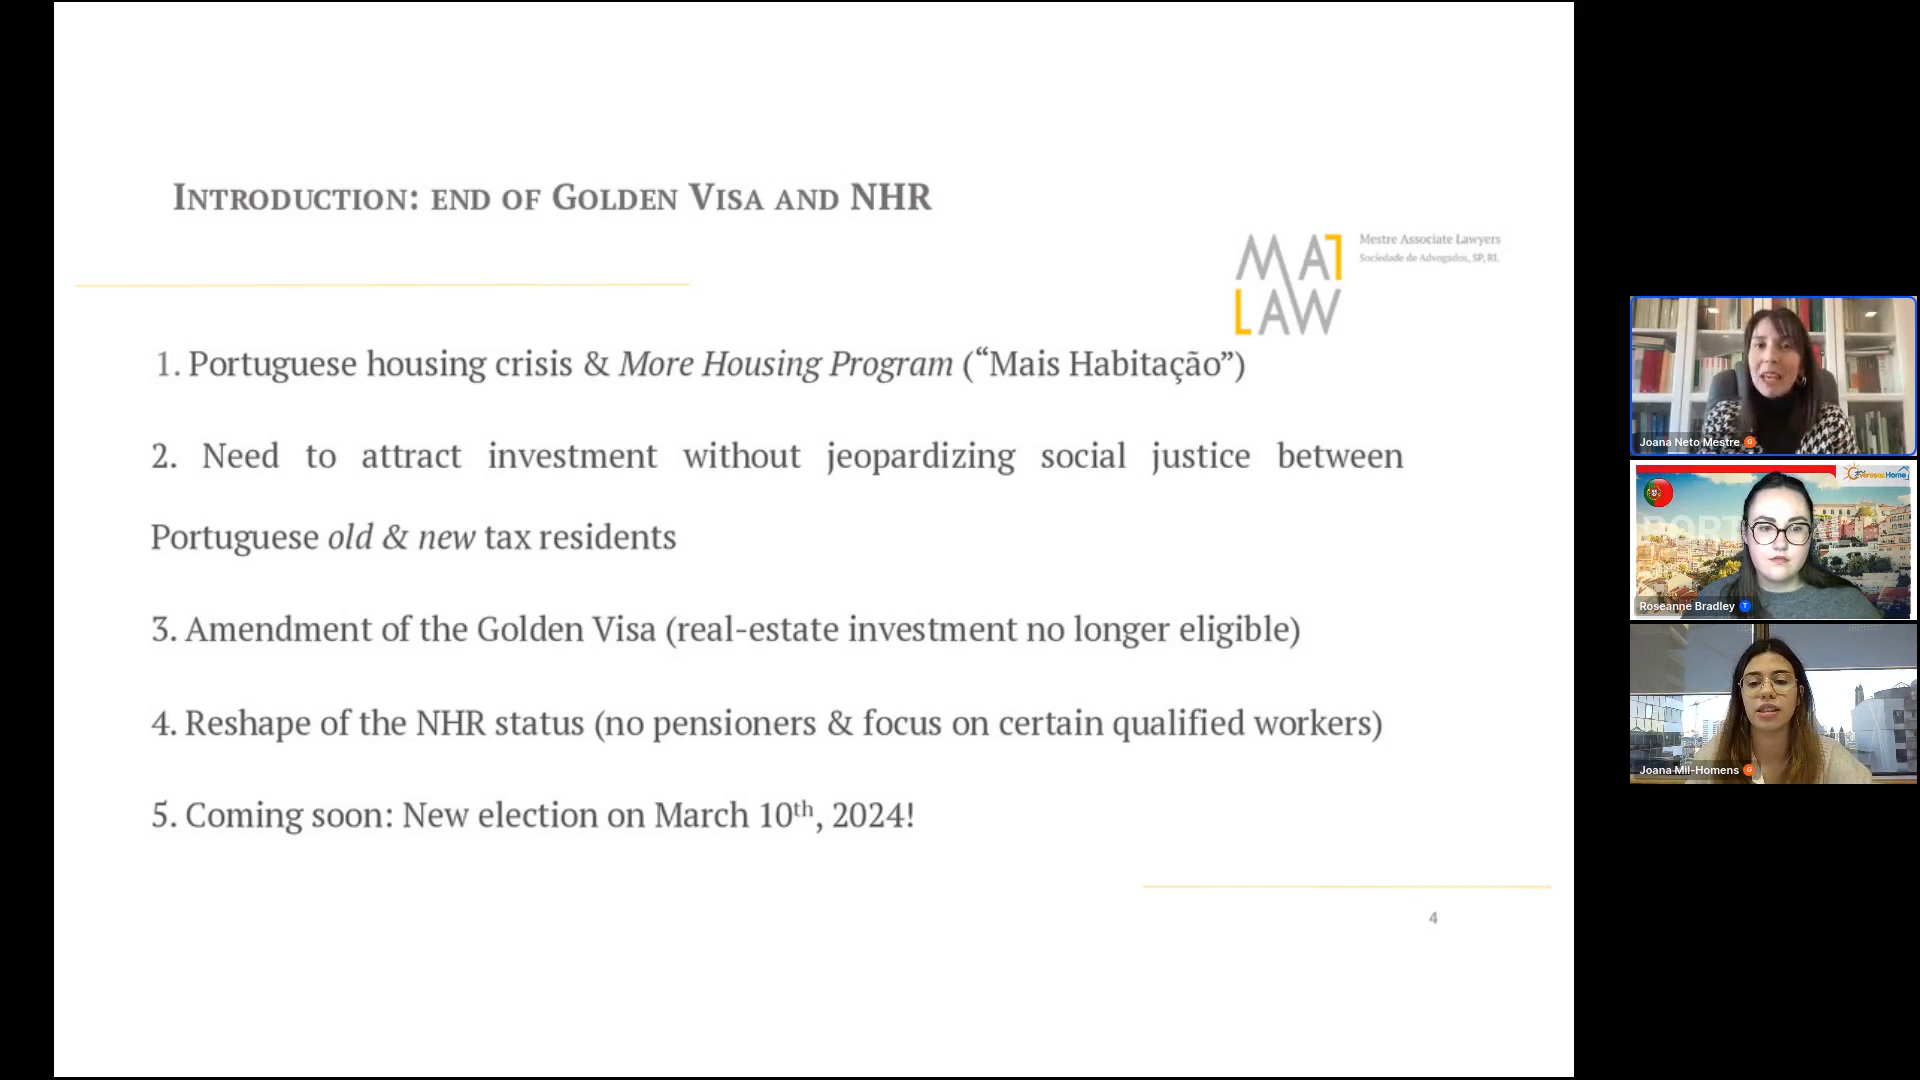 INTRODUCTION: END OF GOLDEN VISA AND NHR
MAT
LAW
Mestre Associate Lawyers
Sociedade de Advogados, SP, RL
1. Portuguese housing crisis & More Housing Program (“Mais Habitação”)
2. Need to attract investment without jeopardizing social justice between
Portuguese old & new tax residents
3. Amendment of the Golden Visa (real-estate investment no longer eligible)
4. Reshape of the NHR status (no pensioners & focus on certain qualified workers)
5. Coming soon: New election on March 10th, 2024!
4
Joana Neto Mestre G
PORT
Roseanne Bradley T
Joana Mil-Homens G